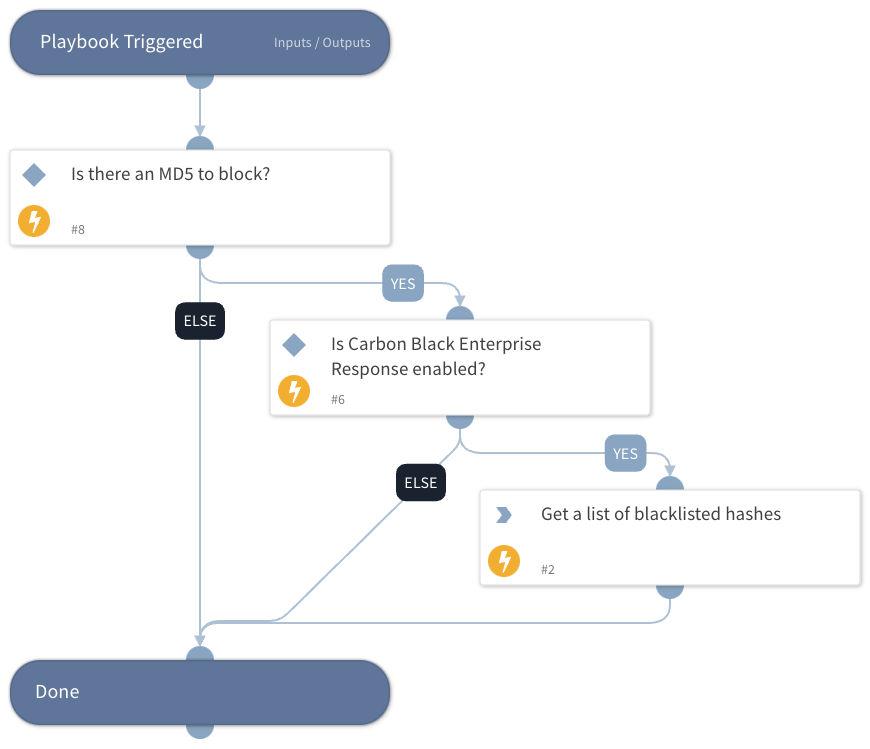 Playbook Triggered
Inputs / Outputs
Is there an MD5 to block?
#8
YES
ELSE
Is Carbon Black Enterprise
Response enabled?
#6
YES
ELSE
Get a list of blacklisted hashes
#2
Done